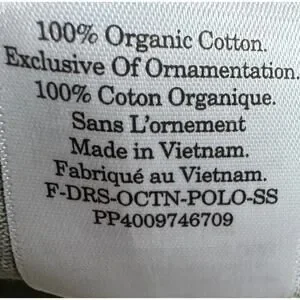 100% Organic Cotton.
Exclusive Of Ornamentation.
100% Coton Organique.
Sans L'ornement
Made in Vietnam.
Fabriqué au Vietnam.
F-DRS-OCTN-POLO-SS
PP4009746709